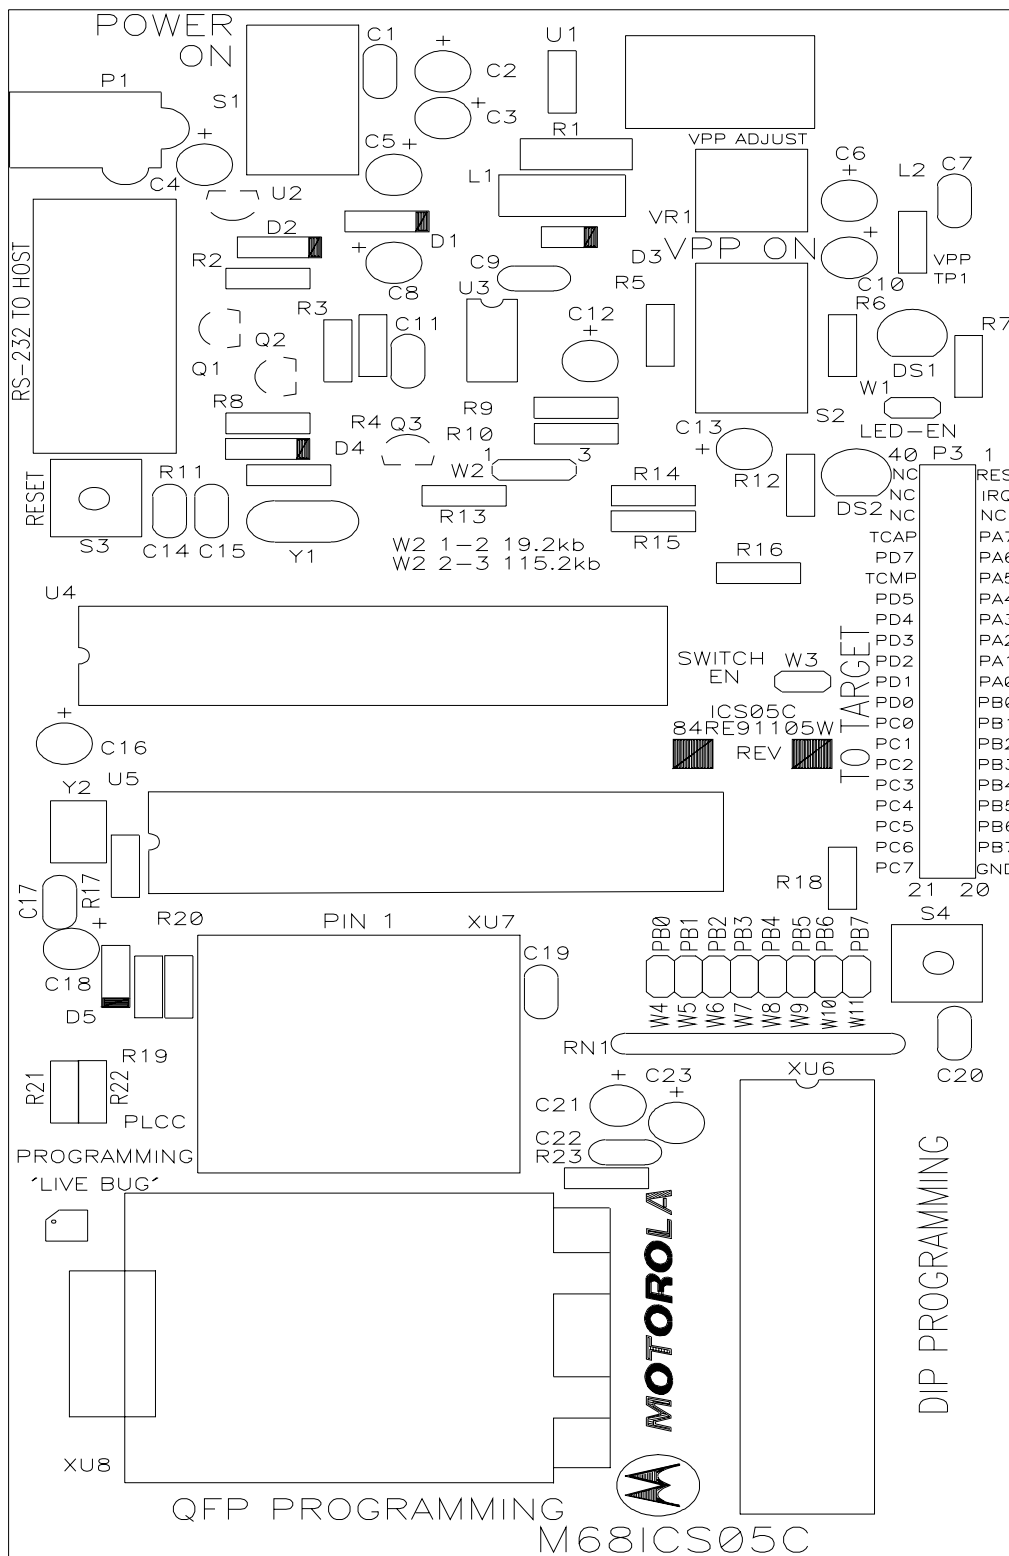 POWER
ON
C1
U1
C2
P1
S1
C3
R1
VPP ADJUST
C5
C6
L2
C7
C4
L1
U2
VR1
D2
D1
VPP ON
RS-232 TO HOST
R2
C9
D3
VPP
TP1
C8
U3
R5
C10
R3
C11
C12
R6
R7
Q1
Q2
DS1
W1
R8
R4
Q3
R9
S2
LED-EN
D4
R10
C13
1
3
W2
40
P3
1
RESET
R11
R14
R12
DS2
NC RES
NC IRQ
NC NC
TCAP PA7
PD7 PA6
TCMP PA5
PD5 PA4
PD4 PA3
PD3 PA2
PD2 PA1
PD1 PA0
PD0 PB0
PC0 PB1
PC1 PB2
PC2 PB3
PC3 PB4
PC4 PB5
PC5 PB6
PC6 PB7
PC7 GND
21 20
TO TARGET
R13
S3
C14
C15
Y1
R15
W2 1-2 19.2kb
W2 2-3 115.2kb
R16
U4
SWITCH
EN
W3
ICS05C
84RE91105W
REV
C16
U5
Y2
C17
R17
R18
R20
PIN 1
XU7
S4
C18
C19
PB0 PB1 PB2 PB3 PB4 PB5 PB6 PB7
W4 W5 W6 W7 W8 W9 W10 W11
D5
RN1
R19
C20
R21
R22
XU6
C21
C23
PLCC
C22
PROGRAMMING
R23
'LIVE BUG'
MOTOROLA
DIP PROGRAMMING
XU8
QFP PROGRAMMING
M68ICS05C